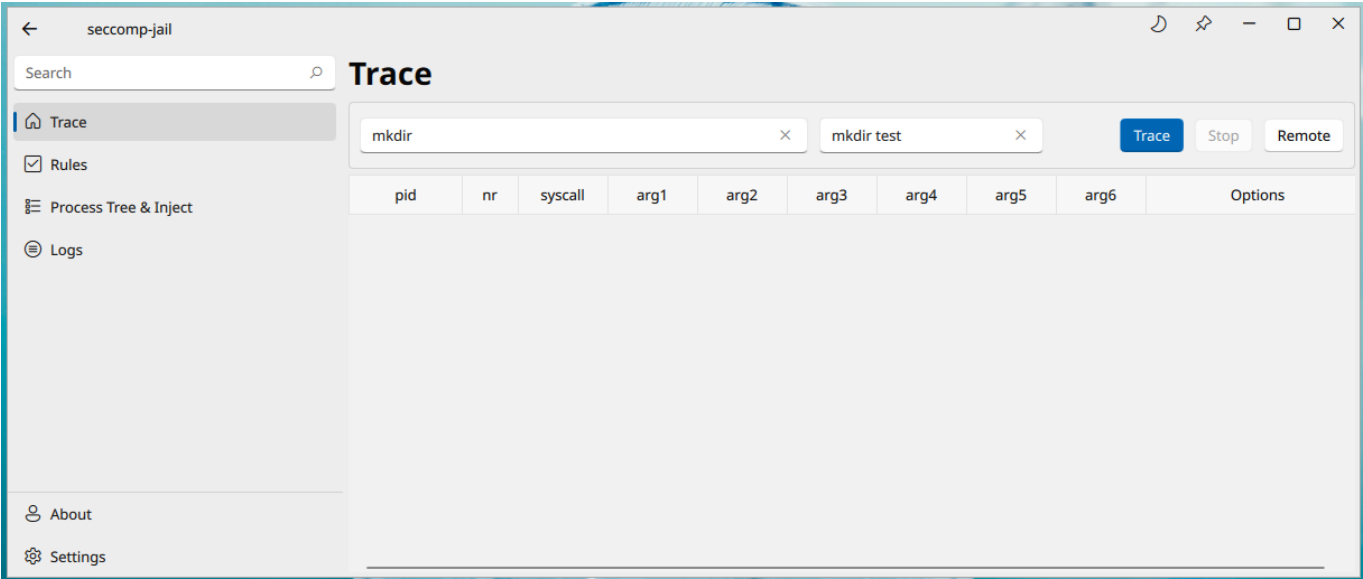 seccomp-jail
Search
Trace
Rules
Process Tree & Inject
Logs
About
Settings
Trace
mkdir
mkdir test
Trace
Stop
Remote
pid nr syscall arg1 arg2 arg3 arg4 arg5 arg6 Options